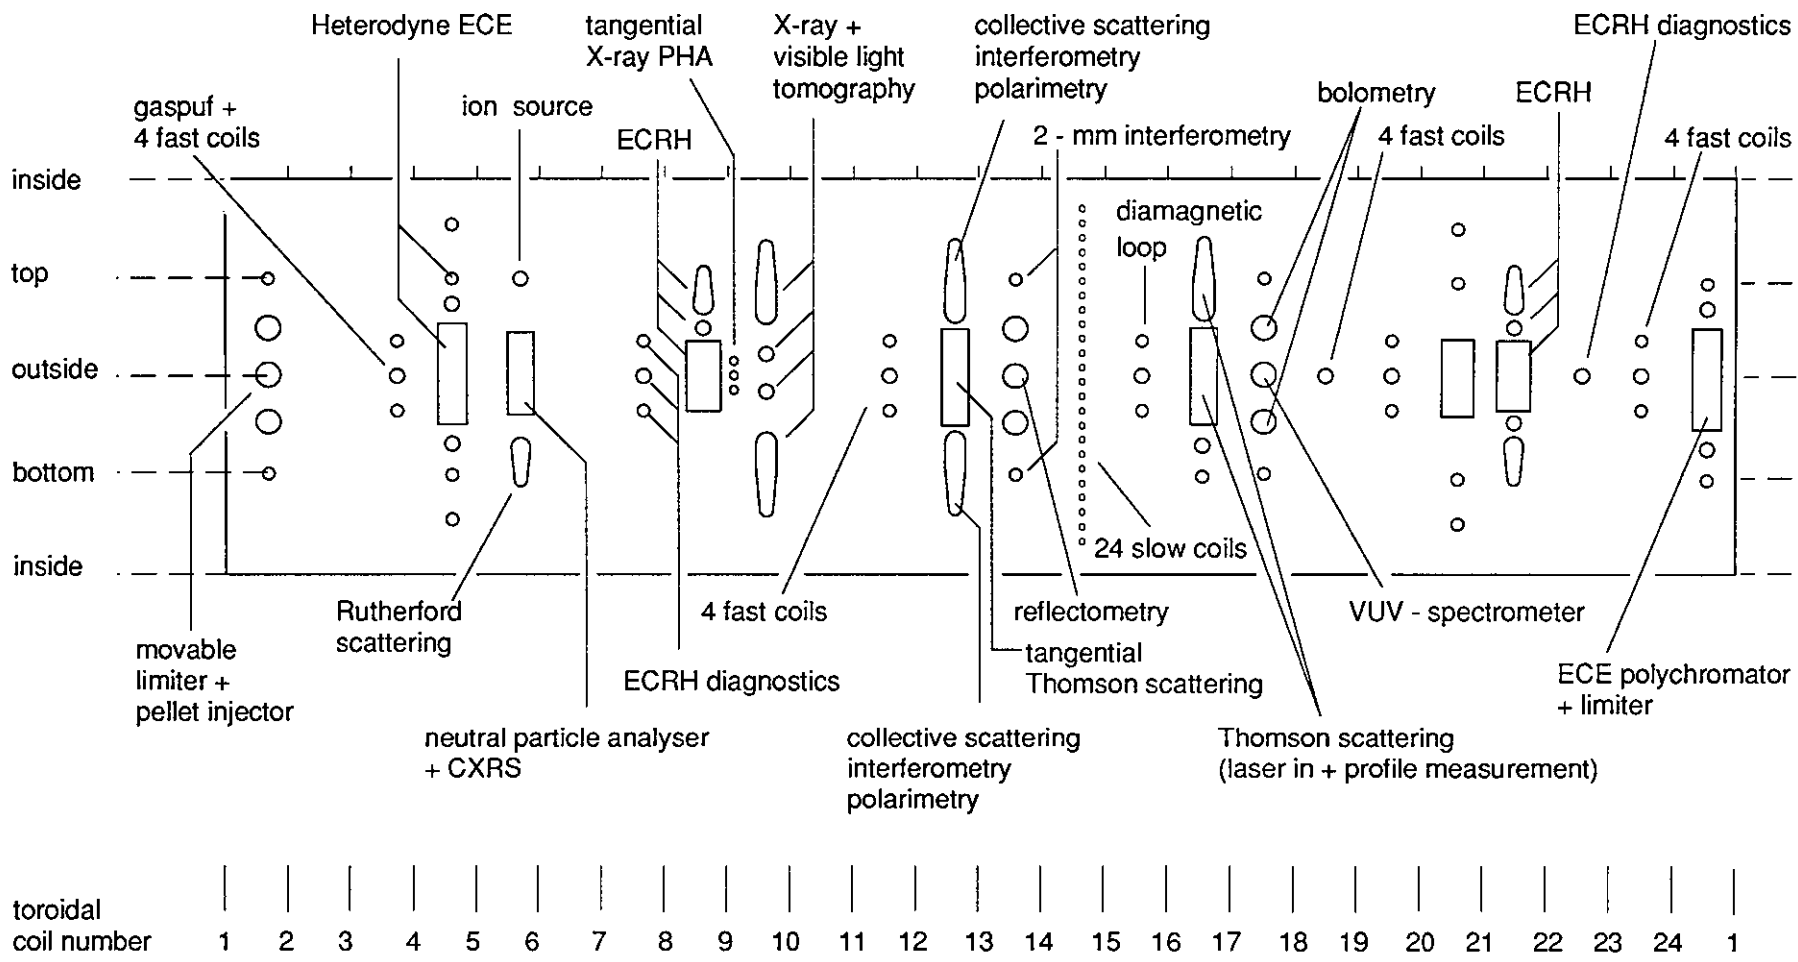 Heterodyne ECE
tangential
X-ray PHA
X-ray +
visible light
tomography
collective scattering
interferometry
polarimetry
ECRH diagnostics
gaspuf +
4 fast coils
ion source
ECRH
2 - mm interferometry
bolometry
4 fast coils
ECRH
4 fast coils
inside
top
outside
bottom
inside
diamagnetic
loop
24 slow coils
movable
limiter +
pellet injector
Rutherford
scattering
neutral particle analyser
+ CXRS
ECRH diagnostics
4 fast coils
collective scattering
interferometry
polarimetry
reflectometry
tangential
Thomson scattering
Thomson scattering
(laser in + profile measurement)
VUV - spectrometer
ECE polychromator
+ limiter
toroidal
coil number 1 2 3 4 5 6 7 8 9 10 11 12 13 14 15 16 17 18 19 20 21 22 23 24 1